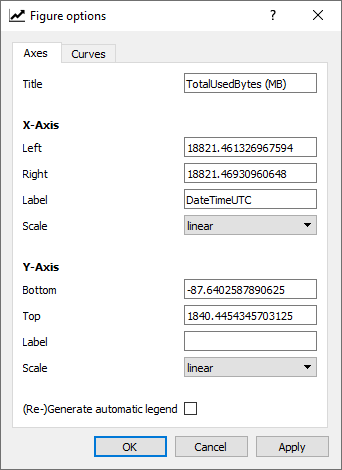 Figure options
Axes Curves
Title TotalUsedBytes (MB)
X-Axis
Left 18821.461326967594
Right 18821.46930960648
Label DateTimeUTC
Scale linear
Y-Axis
Bottom -87.6402587890625
Top 1840.4454345703125
Label
Scale linear
(Re-)Generate automatic legend
OK Cancel Apply